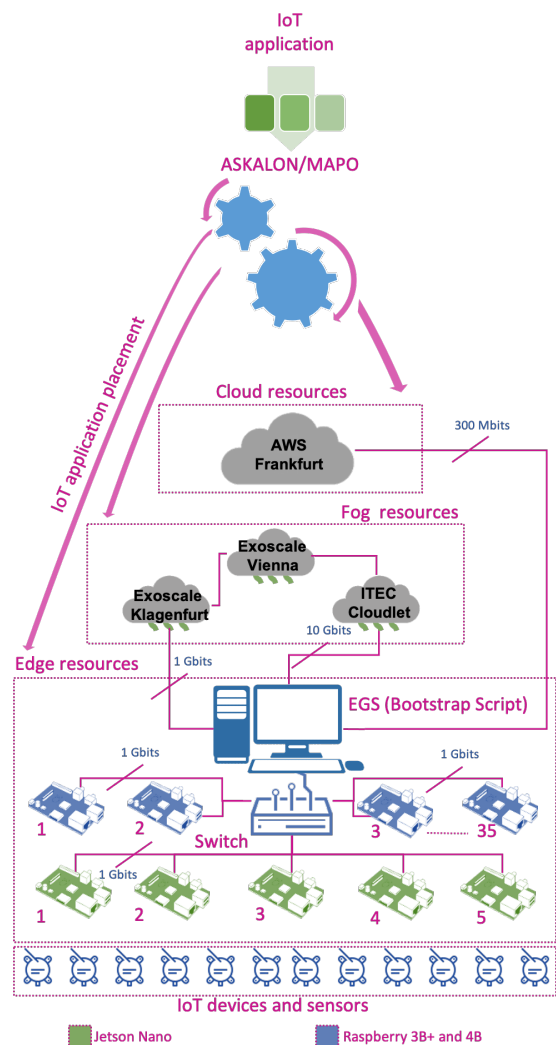 IoT
application
ASKALON/MAPO
IoT application placement
Cloud resources
AWS
Frankfurt
300 Mbits
Fog resources
Exoscale
Vienna
Exoscale
Klagenfurt
ITEC
Cloudlet
10 Gbits
1 Gbits
Edge resources
EGS (Bootstrap Script)
1 Gbits
1 Gbits
1
2
3
35
Switch
1 Gbits
1
2
3
4
5
IoT devices and sensors
Jetson Nano
Raspberry 3B+ and 4B